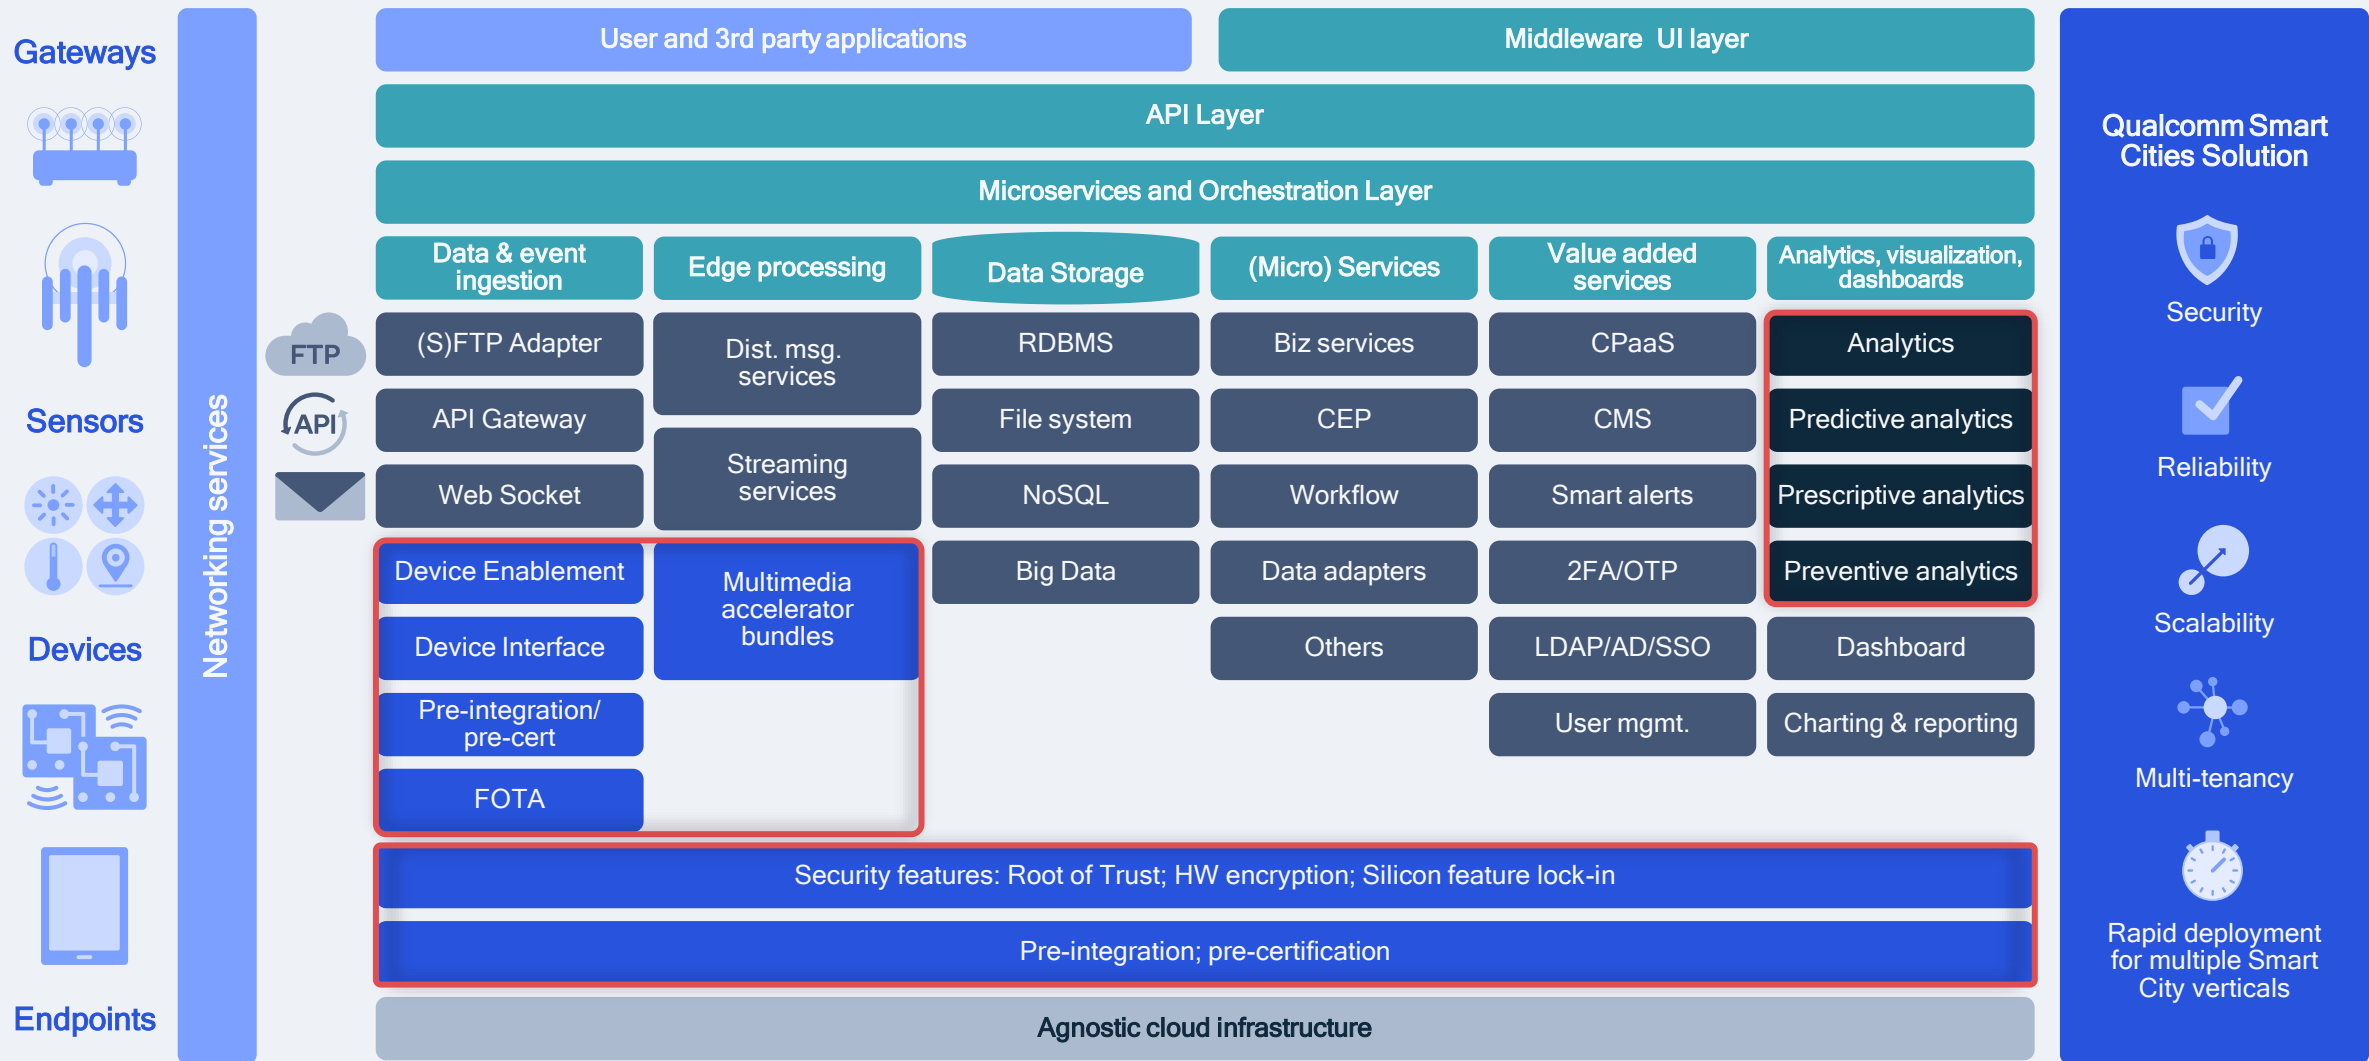 Gateways
Sensors
Devices
Endpoints
Networking services
FTP
API
User and 3rd party applications
Middleware UI layer
API Layer
Microservices and Orchestration Layer
Data & event
ingestion
(S)FTP Adapter
API Gateway
Web Socket
Device Enablement
Device Interface
Pre-integration/
pre-cert
FOTA
Edge processing
Dist. msg.
services
Streaming
services
Multimedia
accelerator
bundles
Data Storage
RDBMS
File system
NoSQL
Big Data
(Micro) Services
Biz services
CEP
Workflow
Data adapters
Others
Value added
services
CPaaS
CMS
Smart alerts
2FA/OTP
LDAP/AD/SSO
User mgmt.
Analytics, visualization,
dashboards
Analytics
Predictive analytics
Prescriptive analytics
Preventive analytics
Dashboard
Charting & reporting
Security features: Root of Trust; HW encryption; Silicon feature lock-in
Pre-integration; pre-certification
Agnostic cloud infrastructure
Qualcomm Smart
Cities Solution
Security
Reliability
Scalability
Multi-tenancy
Rapid deployment
for multiple Smart
City verticals